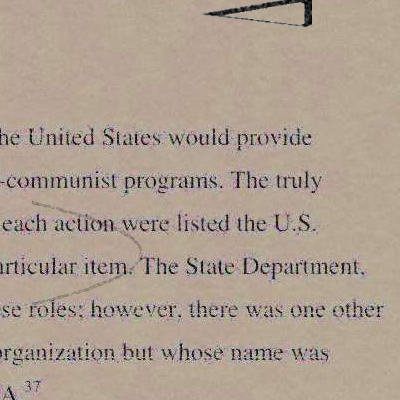 he United States would provide
-communist programs. The truly
each action were listed the U.S.
articular item. The State Department,
se roles; however, there was one other
organization but whose name was
A.37